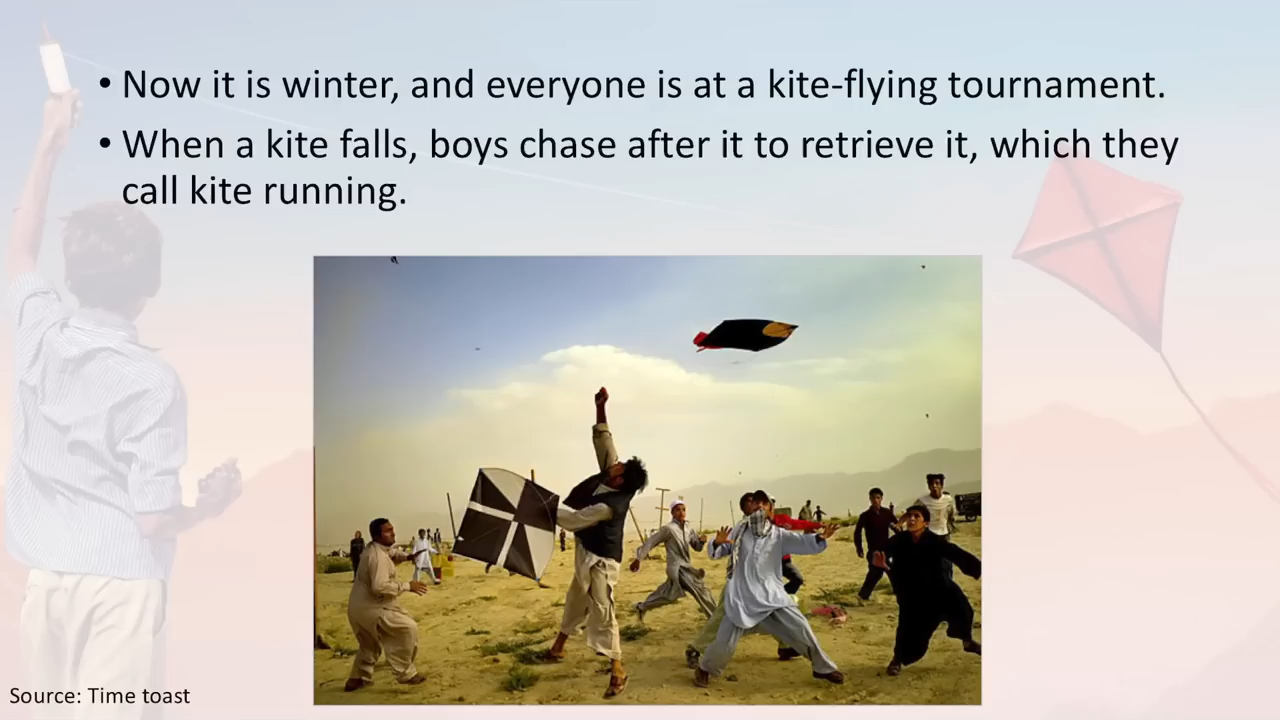 • Now it is winter, and everyone is at a kite-flying tournament.
• When a kite falls, boys chase after it to retrieve it, which they
call kite running.
Source: Time toast